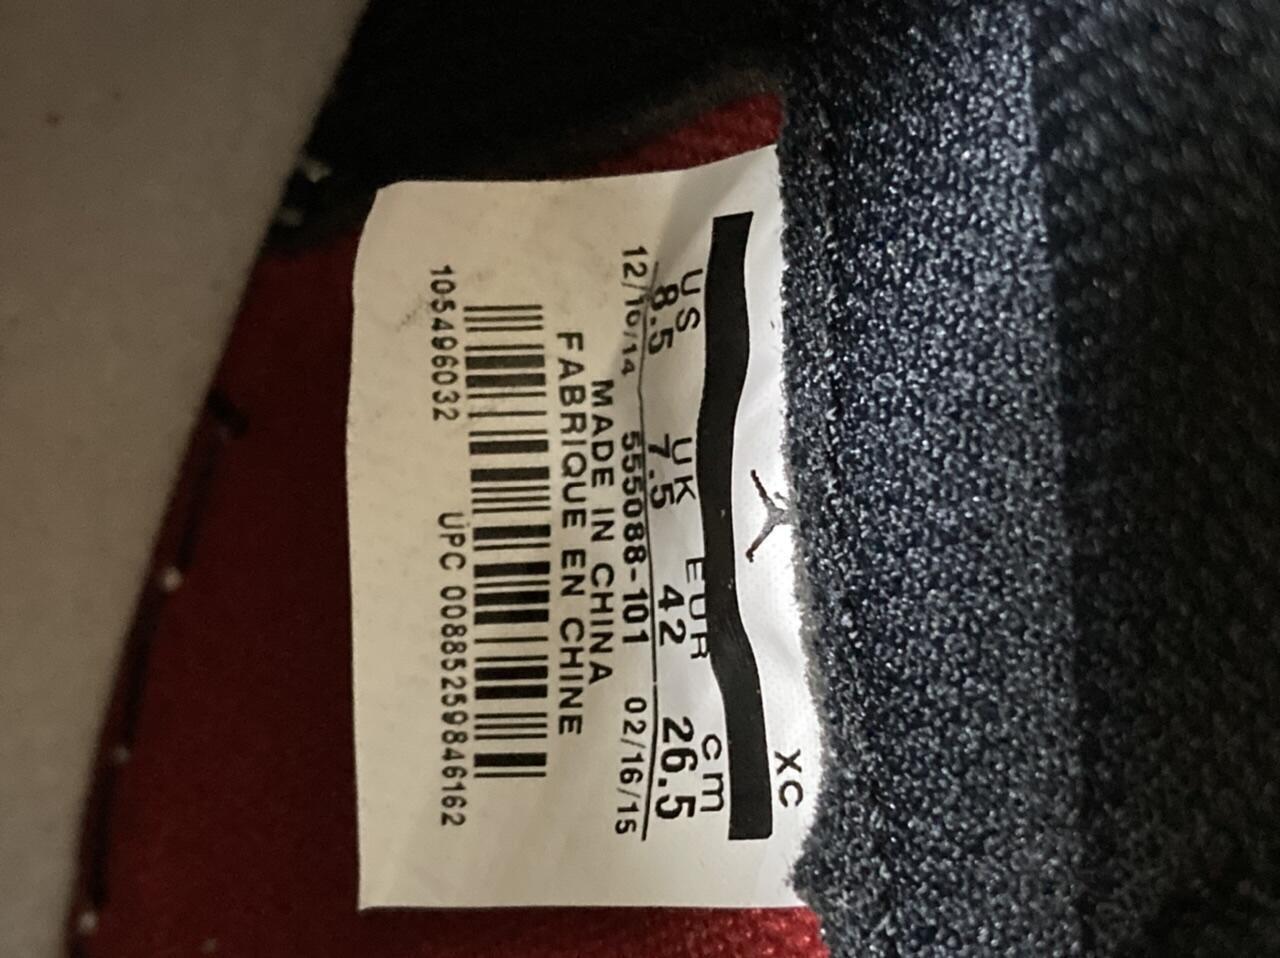 XC
US UK EUR cm
8.5 7.5 42 26.5
12/16/14 555088-101 02/16/15
MADE IN CHINA
FABRIQUE EN CHINE
105496032 UPC 00885259846162